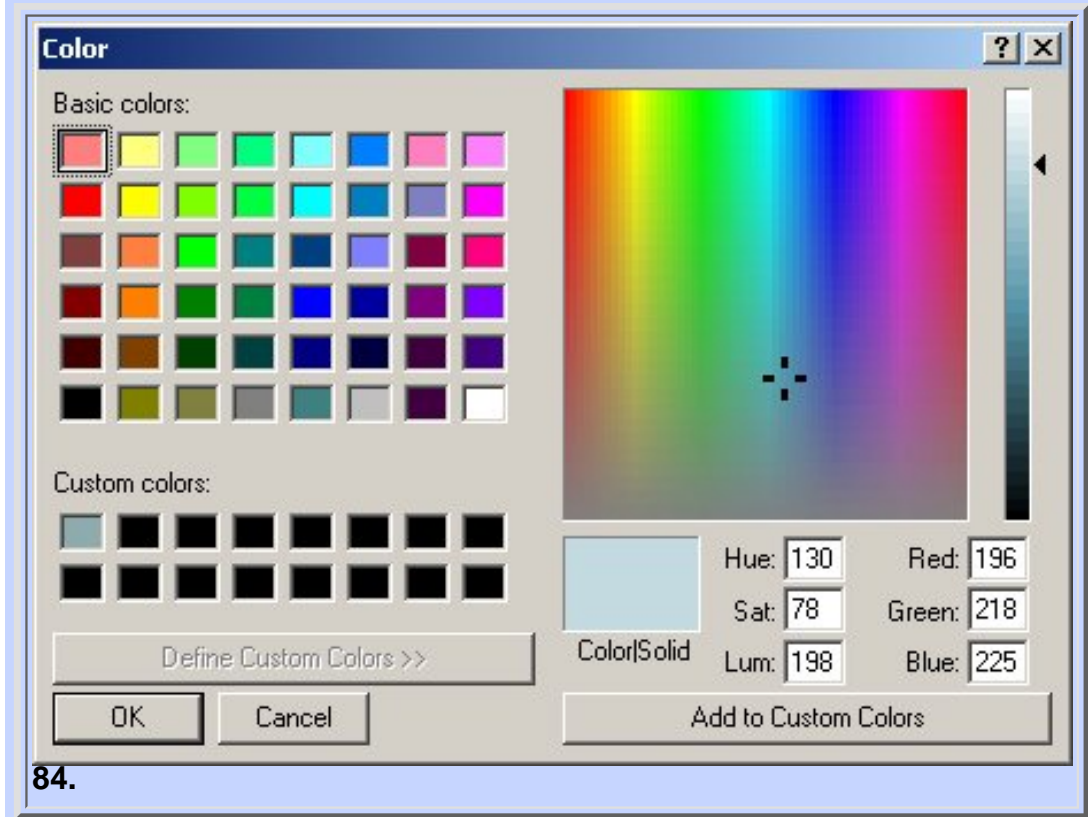 Color
? X
Basic colors:
Custom colors:
Define Custom Colors >>
OK Cancel
Color|Solid
Hue: 130 Red: 196
Sat: 78 Green: 218
Lum: 198 Blue: 225
Add to Custom Colors
84.